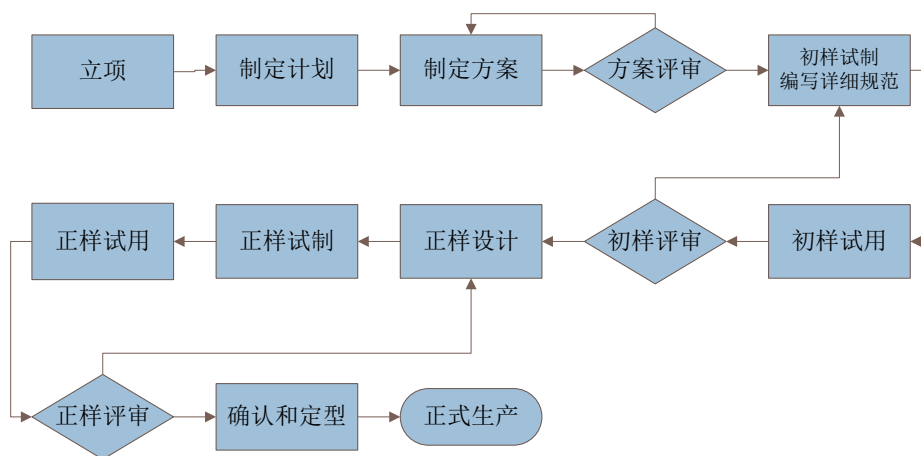 立项
制定计划
制定方案
方案评审
初样试制
编写详细规范
正样试用
正样试制
正样设计
初样评审
初样试用
正样评审
确认和定型
正式生产